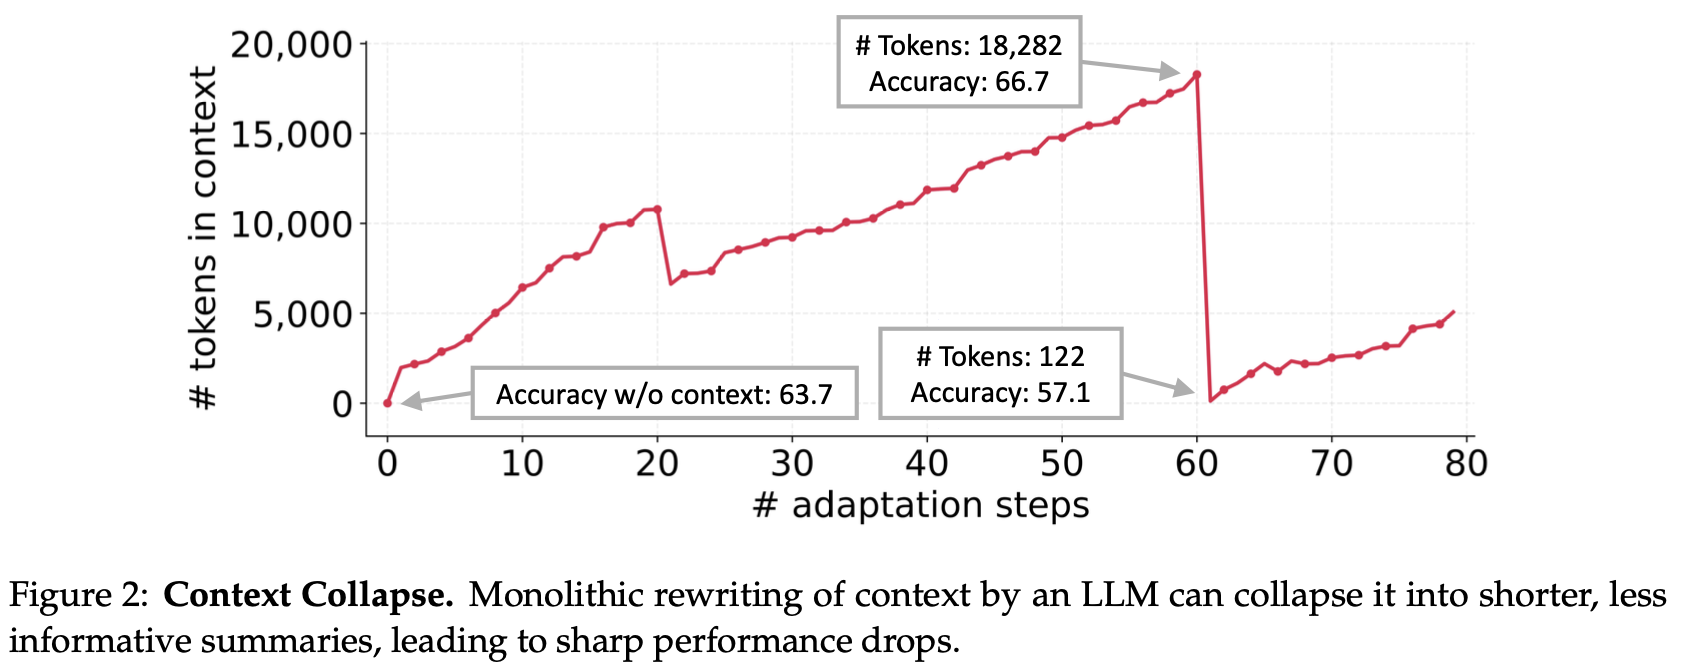 20,000
15,000
10,000
5,000
0
# tokens in context
# Tokens: 18,282
Accuracy: 66.7
# Tokens: 122
Accuracy: 57.1
Accuracy w/o context: 63.7
0 10 20 30 40 50 60 70 80
# adaptation steps
Figure 2: Context Collapse. Monolithic rewriting of context by an LLM can collapse it into shorter, less
informative summaries, leading to sharp performance drops.